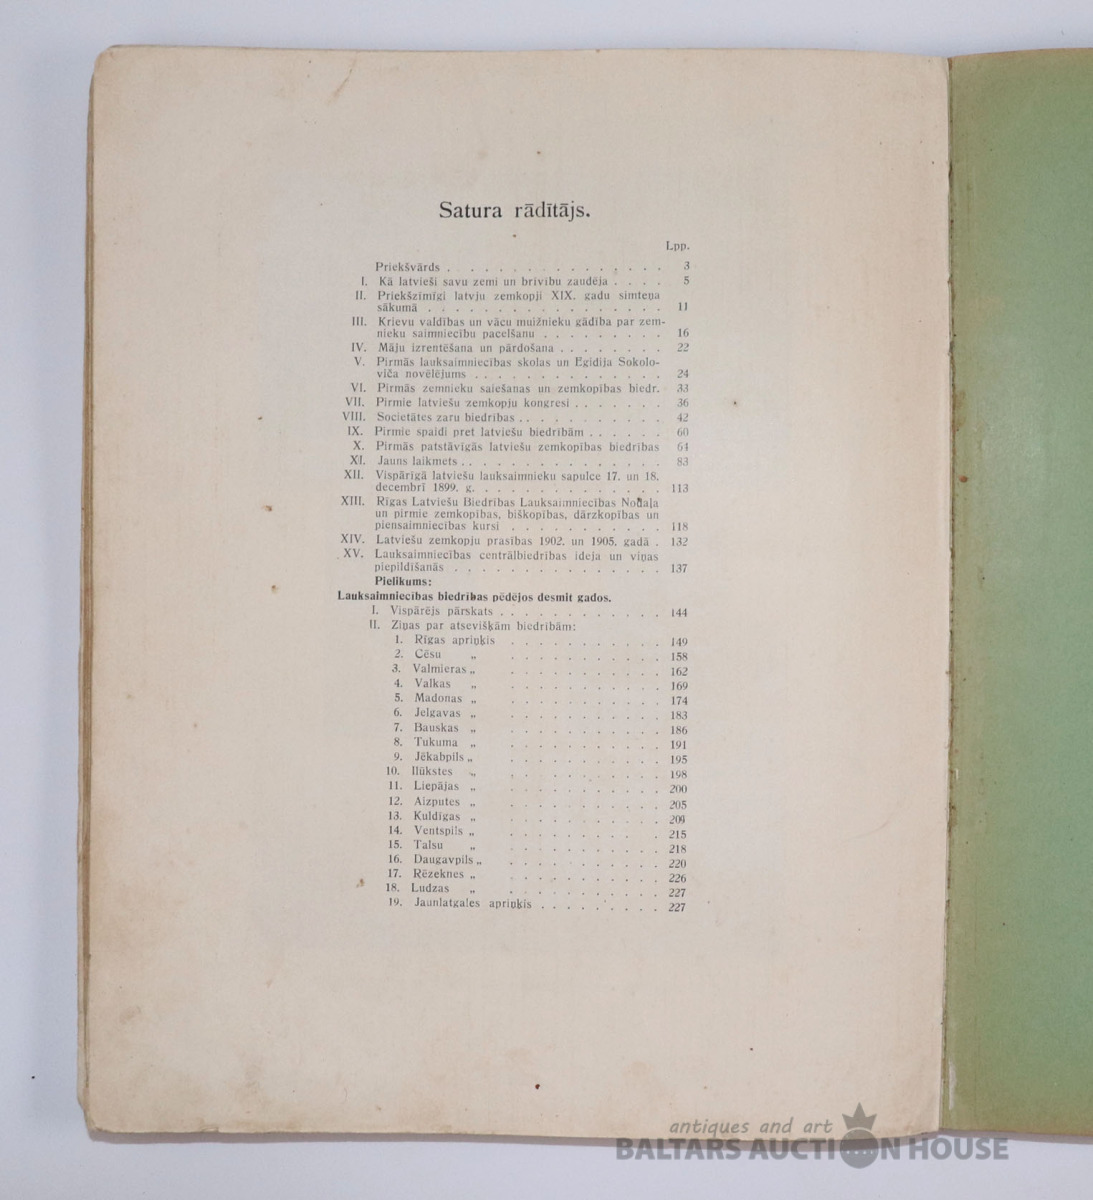 Satura rādītājs.
Lpp.
Priekšvārds . . . . . . . . . . . . . . . 3
I. Kā latvieši savu zemi un brīvību zaudēja . . . . 5
II. Priekšzīmīgi latvju zemkopji XIX. gadu simteņa
sākumā . . . . . . . . . . . . . . . . 11
III. Krievu valdības un vācu muižnieku gādība par zem-
nieku saimniecību pacelšanu . . . . . . . . . 16
IV. Māju izrentēšana un pārdošana . . . . . . . . 22
V. Pirmās lauksaimniecības skolas un Egidija Sokolo-
viča novēlējums . . . . . . . . . . . . . . 24
VI. Pirmās zemnieku saiešanas un zemkopības biedr. 33
VII. Pirmie latviešu zemkopju kongresi . . . . . . . 36
VIII. Societātes zaru biedrības . . . . . . . . . . . 42
IX. Pirmie spaidi pret latviešu biedrībām . . . . . . 60
X. Pirmās patstāvīgās latviešu zemkopības biedrības 64
XI. Jauns laikmets . . . . . . . . . . . . . . . 83
XII. Vispārīgā latviešu lauksaimnieku sapulce 17. un 18.
decembrī 1899. g. . . . . . . . . . . . . . . 113
XIII. Rīgas Latviešu Biedrības Lauksaimniecības Nodaļa
un pirmie zemkopības, biškopības, dārzkopības un
piensaimniecības kursi . . . . . . . . . . . 118
XIV. Latviešu zemkopju prasības 1902. un 1905. gadā . 132
XV. Lauksaimniecības centrālbiedrības ideja un viņas
piepildīšanās . . . . . . . . . . . . . . . 137
Pielikums:
Lauksaimniecības biedrības pēdējos desmit gados.
I. Vispārējs pārskats . . . . . . . . . . . . 144
II. Ziņas par atsevišķām biedrībām:
1. Rīgas apriņķis . . . . . . . . . . . 149
2. Cēsu „ . . . . . . . . . . . 158
3. Valmieras „ . . . . . . . . . . . 162
4. Valkas „ . . . . . . . . . . . 169
5. Madonas „ . . . . . . . . . . . 174
6. Jelgavas „ . . . . . . . . . . . 183
7. Bauskas „ . . . . . . . . . . . 186
8. Tukuma „ . . . . . . . . . . . 191
9. Jēkabpils „ . . . . . . . . . . . 195
10. Ilūkstes „ . . . . . . . . . . . 198
11. Liepājas „ . . . . . . . . . . . 200
12. Aizputes „ . . . . . . . . . . . 205
13. Kuldīgas „ . . . . . . . . . . . 209
14. Ventspils „ . . . . . . . . . . . 215
15. Talsu „ . . . . . . . . . . . 218
16. Daugavpils „ . . . . . . . . . . . 220
17. Rēzeknes „ . . . . . . . . . . . 226
18. Ludzas „ . . . . . . . . . . . 227
19. Jaunlatgales apriņķis . . . . . . . . . 227
antiques and art
BALTARS AUCTION HOUSE